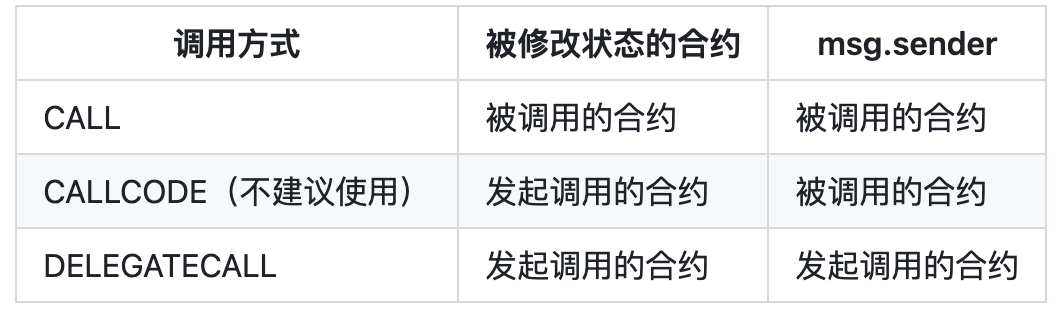 调用方式 被修改状态的合约 msg.sender
CALL 被调用的合约 被调用的合约
CALLCODE（不建议使用） 发起调用的合约 被调用的合约
DELEGATECALL 发起调用的合约 发起调用的合约